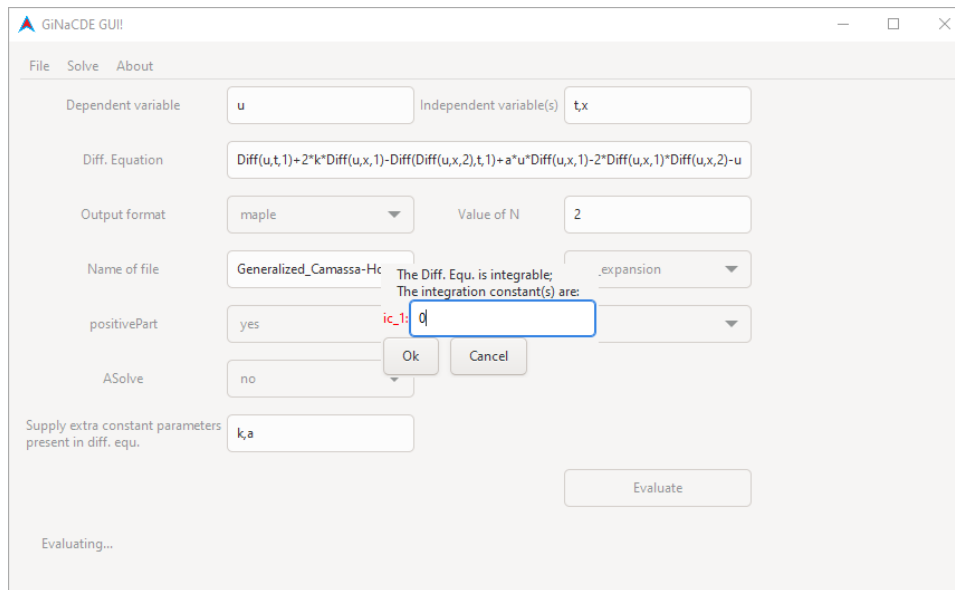 GiNaCDE GUI!
File Solve About
Dependent variable u Independent variable(s) t,x
Diff. Equation Diff(u,t,1)+2*k*Diff(u,x,1)-Diff(Diff(u,x,2),t,1)+a*u*Diff(u,x,1)-2*Diff(u,x,1)*Diff(u,x,2)-u
Output format maple Value of N 2
Name of file Generalized_Camassa-Ho _expansion
The Diff. Equ. is integrable;
The integration constant(s) are:
positivePart yes ic_1: 0
Ok Cancel
ASolve no
Supply extra constant parameters
present in diff. equ. k,a
Evaluate
Evaluating...